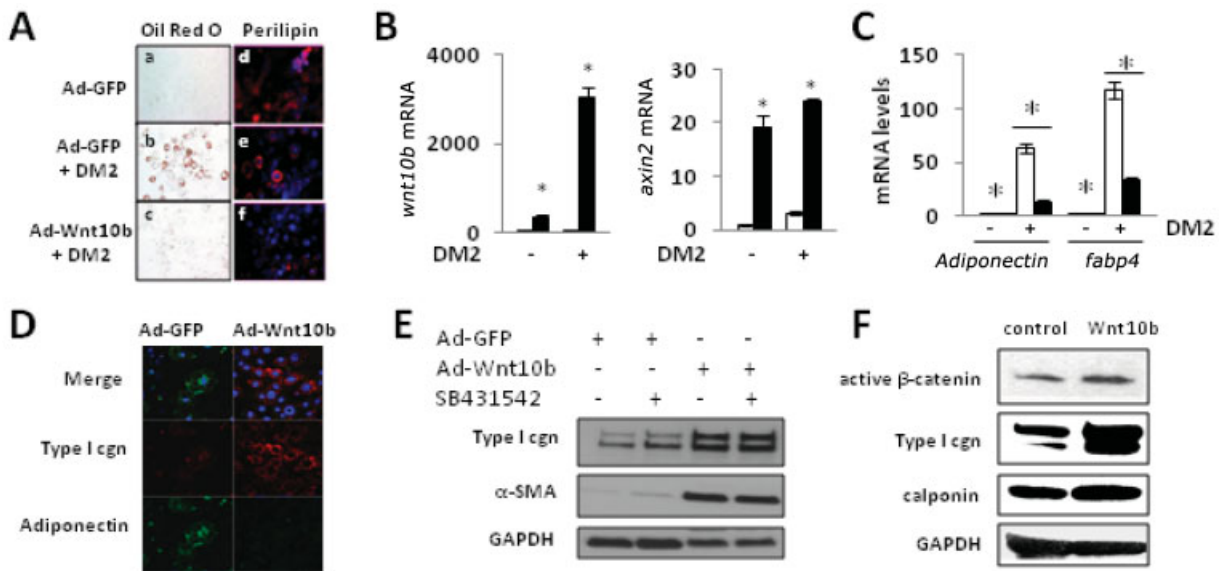 A
Oil Red O Perilipin
a d
Ad-GFP
b e
Ad-GFP
+ DM2
c f
Ad-Wnt10b
+ DM2
B
wnt10b mRNA
4000
2000
0
* *
DM2 - +
axin2 mRNA
30
20
10
0
* *
DM2 - +
C
mRNA levels
150
100
50
0
* * * *
- + - + DM2
Adiponectin fabp4
D
Ad-GFP Ad-Wnt10b
Merge
Type I cgn
Adiponectin
E
Ad-GFP + + - -
Ad-Wnt10b - - + +
SB431542 - + - +
Type I cgn
α-SMA
GAPDH
F
control Wnt10b
active β-catenin
Type I cgn
calponin
GAPDH